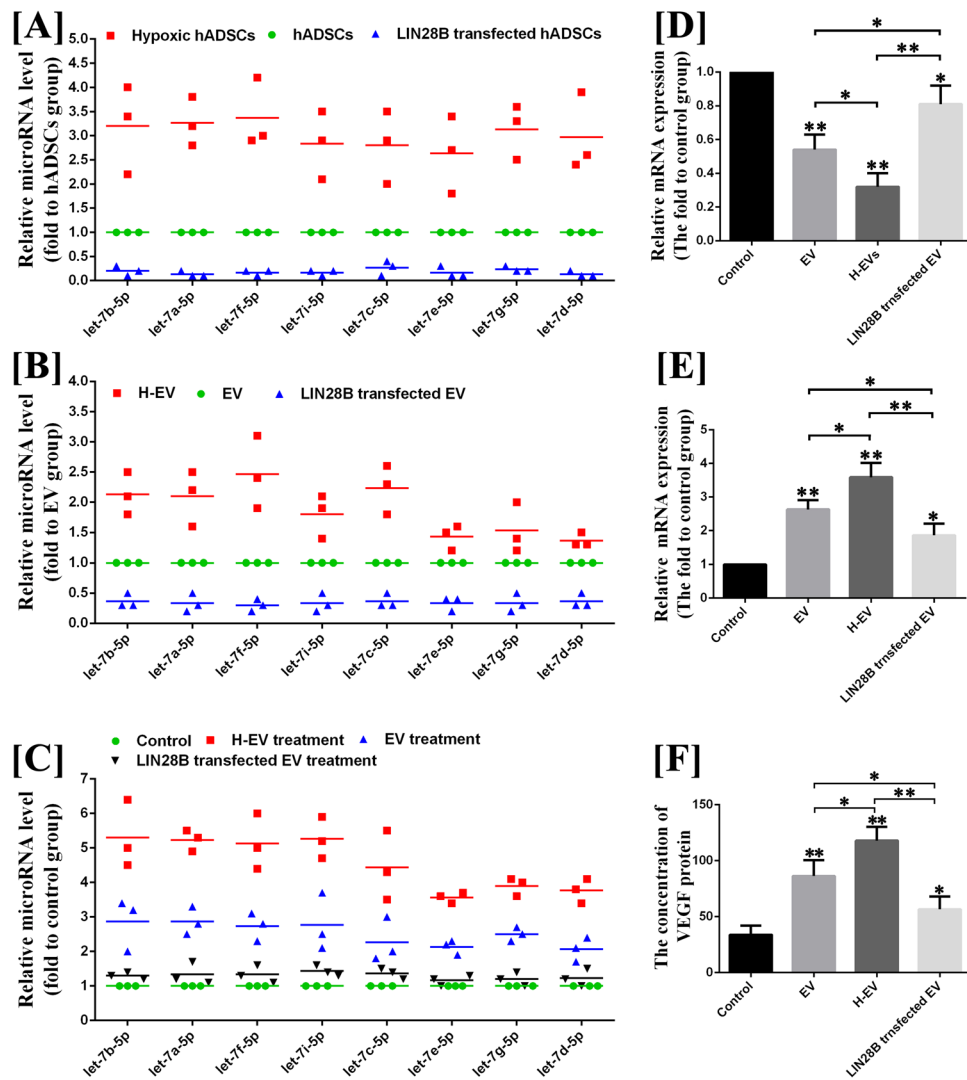 [A]
Hypoxic hADSCs hADSCs LIN28B transfected hADSCs
Relative microRNA level
(fold to hADSCs group)
5.0
4.5
4.0
3.5
3.0
2.5
2.0
1.5
1.0
0.5
0.0
let-7b-5p
let-7a-5p
let-7f-5p
let-7i-5p
let-7c-5p
let-7e-5p
let-7g-5p
let-7d-5p
[D]
Relative mRNA expression
(The fold to control group)
1.0
0.8
0.6
0.4
0.2
0.0
*
**
*
*
**
**
Control
EV
H-EVs
LIN28B trnsfected EV
[B]
H-EV EV LIN28B transfected EV
Relative microRNA level
(fold to EV group)
4.0
3.5
3.0
2.5
2.0
1.5
1.0
0.5
0.0
let-7b-5p
let-7a-5p
let-7f-5p
let-7i-5p
let-7c-5p
let-7e-5p
let-7g-5p
let-7d-5p
[E]
Relative mRNA expression
(The fold to control group)
5
4
3
2
1
0
*
**
*
**
**
*
Control
EV
H-EV
LIN28B trnsfected EV
[C]
Control H-EV treatment EV treatment
LIN28B transfected EV treatment
Relative microRNA level
(fold to control group)
7
6
5
4
3
2
1
0
let-7b-5p
let-7a-5p
let-7f-5p
let-7i-5p
let-7c-5p
let-7e-5p
let-7g-5p
let-7d-5p
[F]
The concentration of
VEGF protein
150
100
50
0
*
**
*
**
**
*
Control
EV
H-EV
LIN28B trnsfected EV